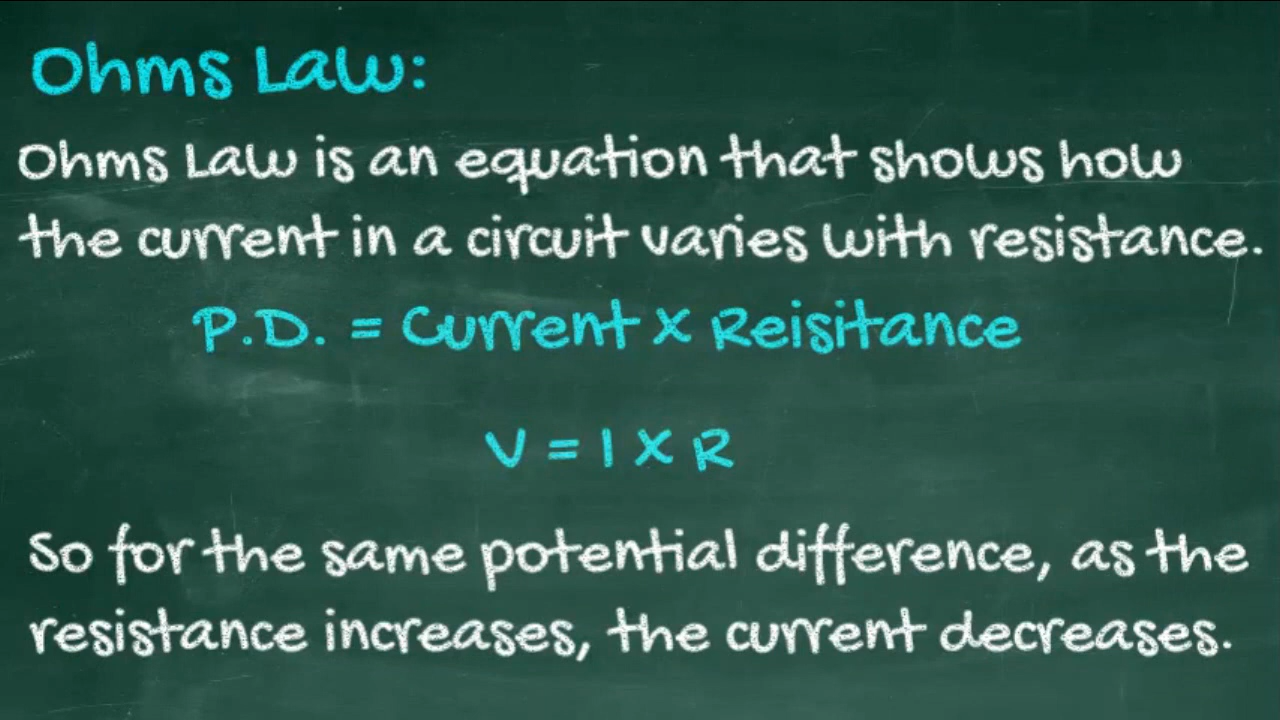 Ohms Law:
Ohms Law is an equation that shows how
the current in a circuit varies with resistance.
P.D. = Current X Reisitance
V = I X R
So for the same potential difference, as the
resistance increases, the current decreases.